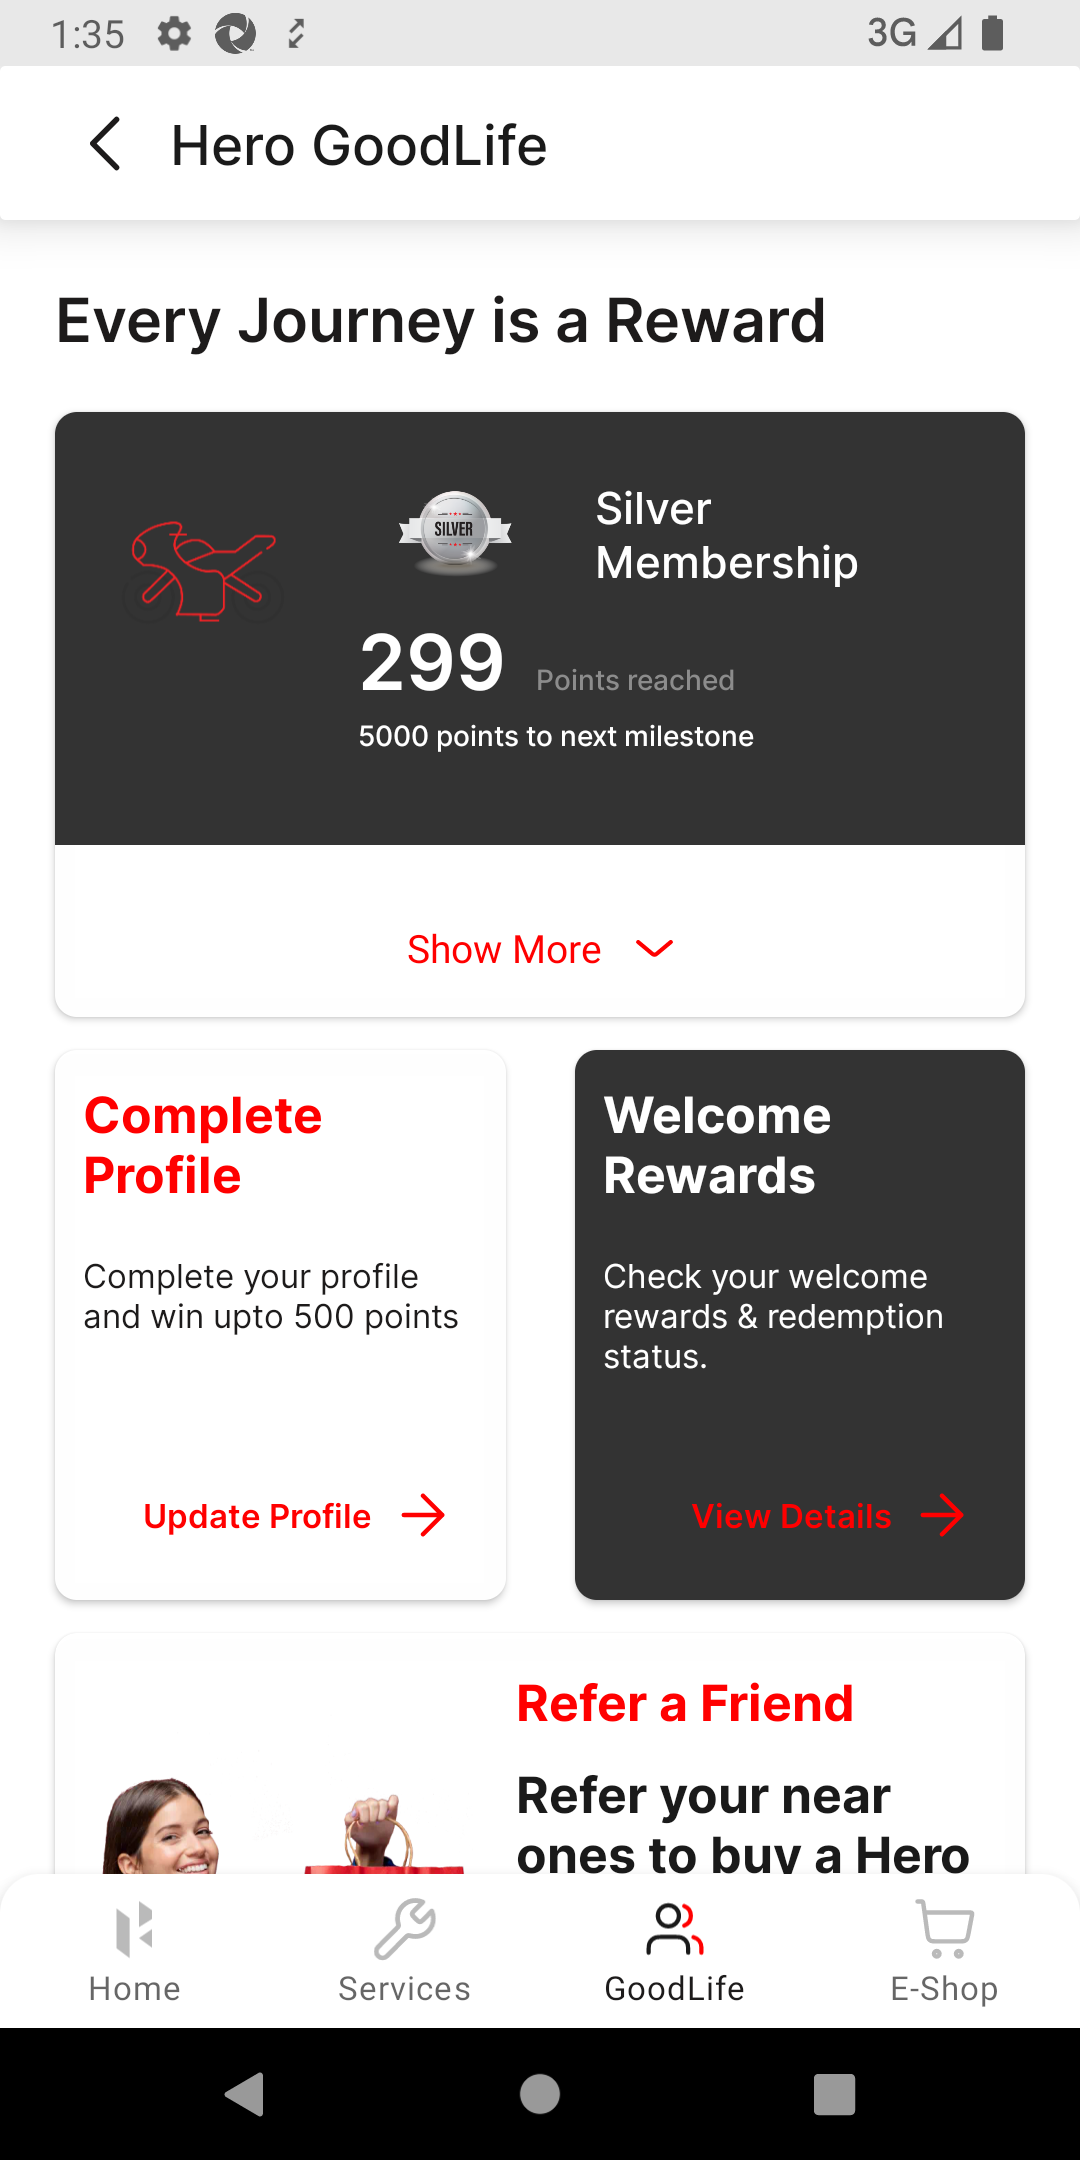 1:35
3G
Hero GoodLife
Every Journey is a Reward
SILVER
Silver
Membership
299 Points reached
5000 points to next milestone
Show More
Complete
Profile
Complete your profile
and win upto 500 points
Update Profile
Welcome
Rewards
Check your welcome
rewards & redemption
status.
View Details
Refer a Friend
Refer your near
ones to buy a Hero
Home
Services
GoodLife
E-Shop